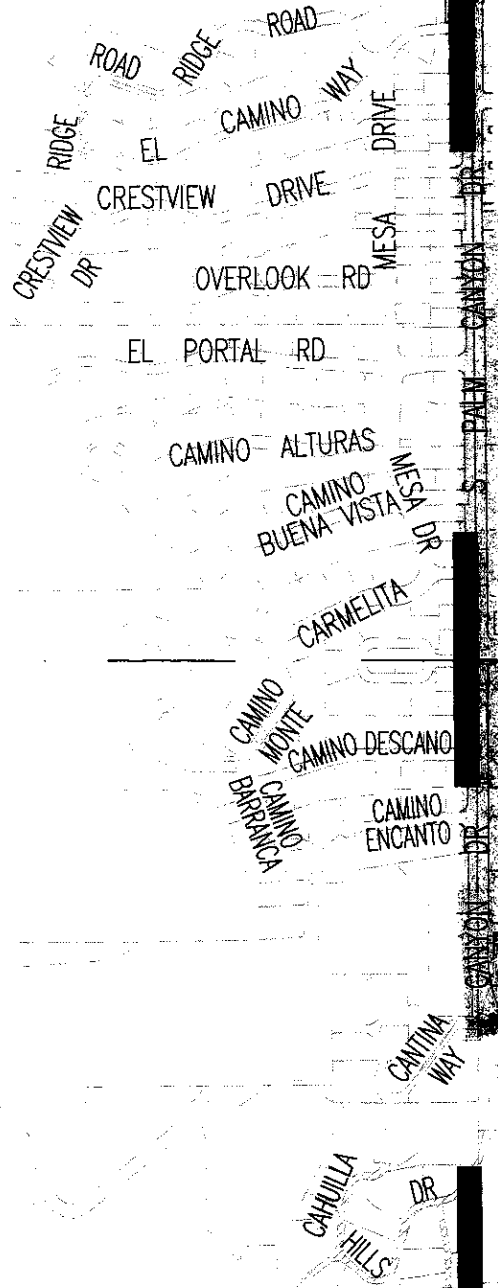 RIDGE ROAD
RIDGE ROAD
EL CAMINO WAY
MESA DRIVE
CRESTVIEW DRIVE
CRESTVIEW DR
OVERLOOK RD
EL PORTAL RD
S PALM CANYON DR
CAMINO ALTURAS
MESA DR
CAMINO
BUENA VISTA
CARMELITA
CAMINO
MONTE
CAMINO DESCANO
CAMINO
BARRANCA
CAMINO
ENCANTO
CANYON DR
CANTINA
WAY
CAHUILLA
HILLS
DR